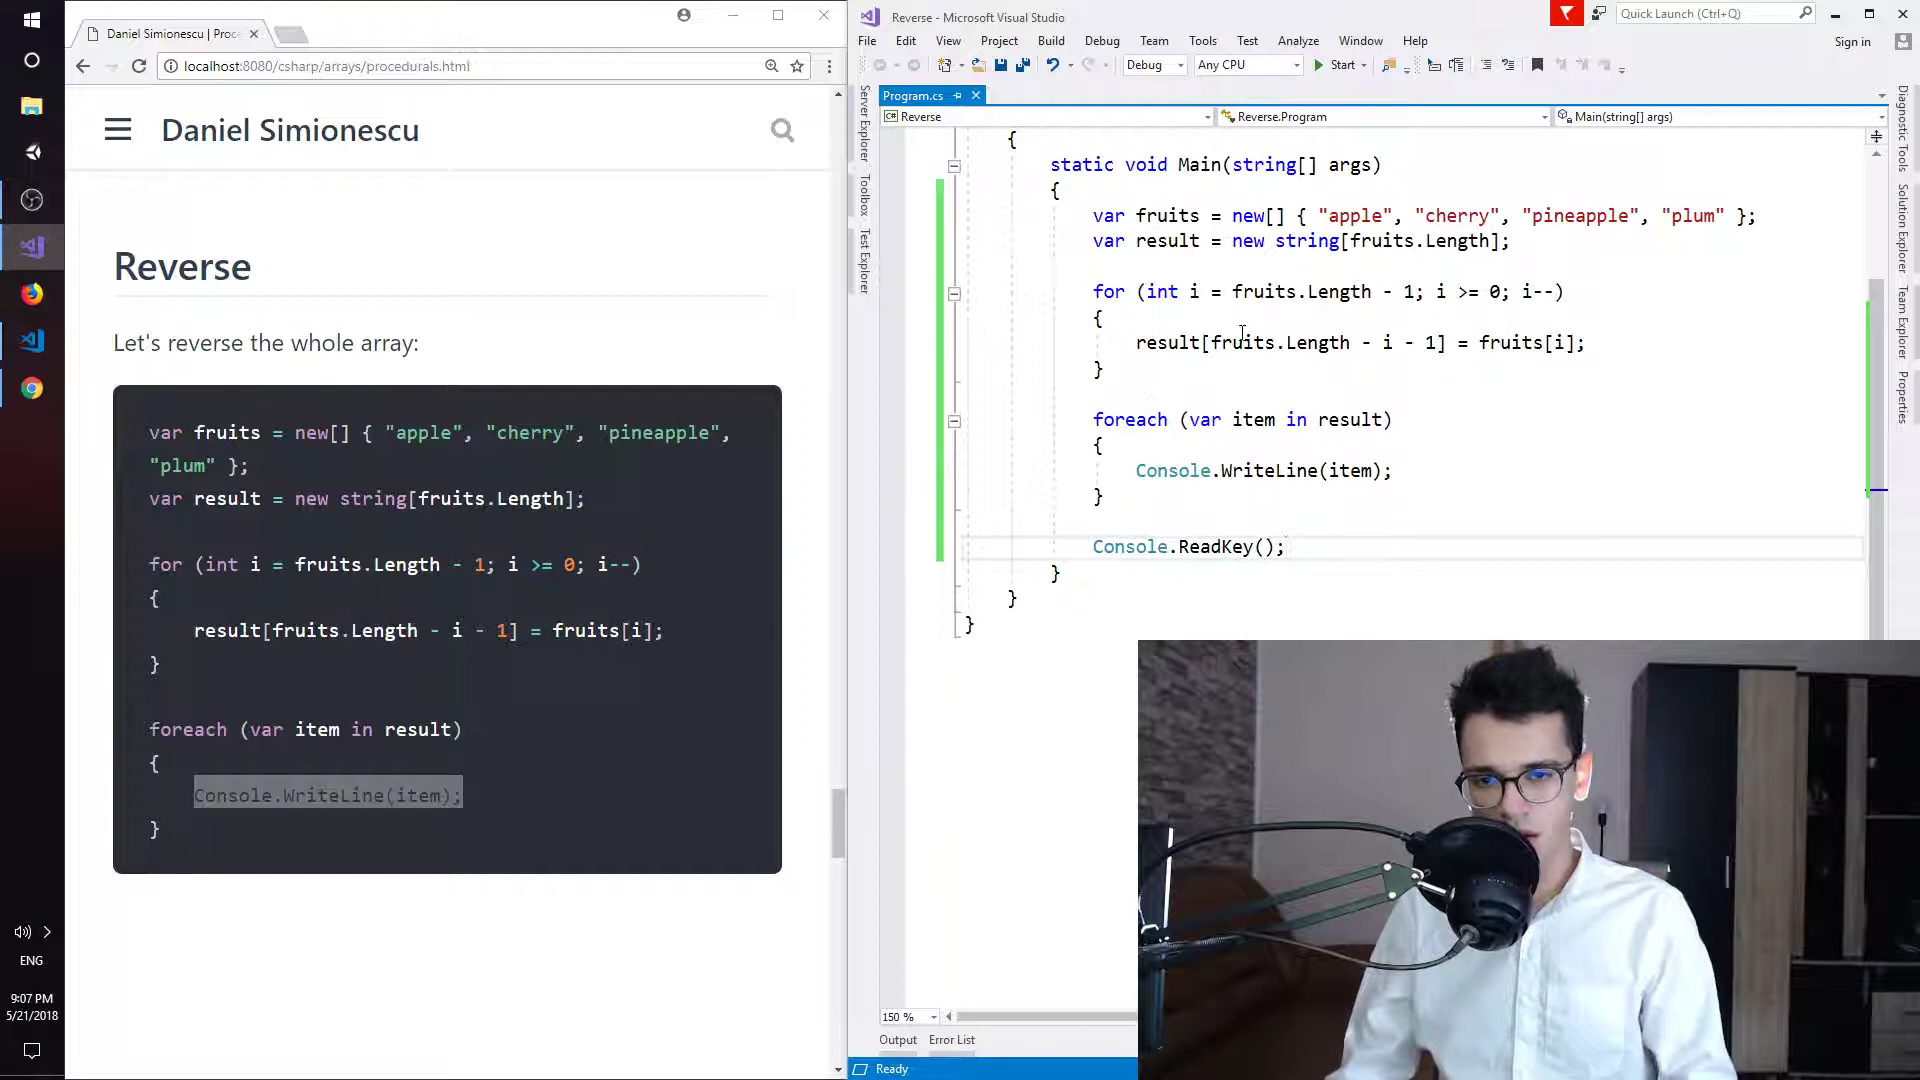 Daniel Simionescu | Proce
localhost:8080/csharp/arrays/procedurals.html
Daniel Simionescu
Reverse
Let's reverse the whole array:
var fruits = new[] { "apple", "cherry", "pineapple",
"plum" };
var result = new string[fruits.Length];
for (int i = fruits.Length - 1; i >= 0; i--)
{
result[fruits.Length - i - 1] = fruits[i];
}
foreach (var item in result)
{
Console.WriteLine(item);
}
ENG
9:07 PM
5/21/2018
Reverse - Microsoft Visual Studio
Quick Launch (Ctrl+Q)
File Edit View Project Build Debug Team Tools Test Analyze Window Help
Sign in
Debug Any CPU Start
Program.cs
Reverse Reverse.Program Main(string[] args)
Server Explorer
Toolbox
Test Explorer
{
static void Main(string[] args)
{
var fruits = new[] { "apple", "cherry", "pineapple", "plum" };
var result = new string[fruits.Length];
for (int i = fruits.Length - 1; i >= 0; i--)
{
result[fruits.Length - i - 1] = fruits[i];
}
foreach (var item in result)
{
Console.WriteLine(item);
}
Console.ReadKey();
}
}
}
Diagnostic Tools
Solution Explorer
Team Explorer
Properties
150 %
Output Error List
Ready